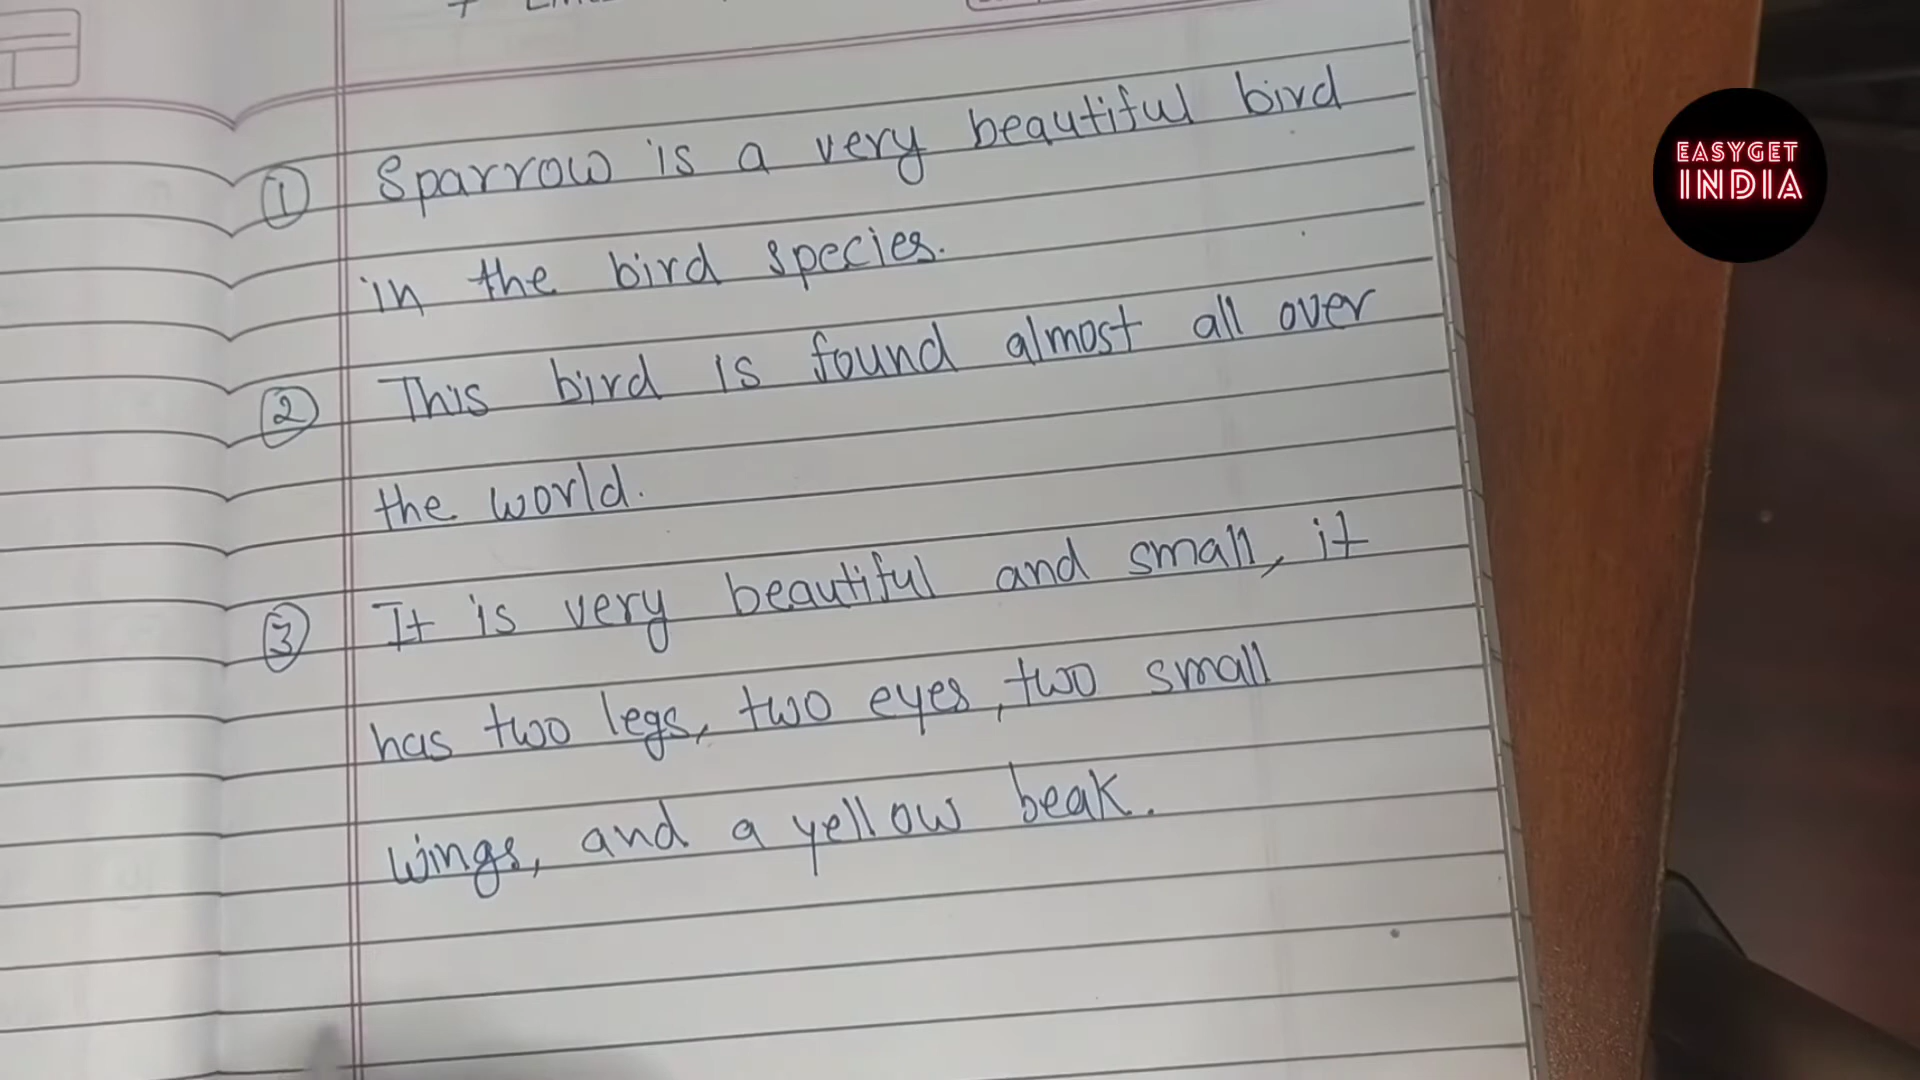 ① Sparrow is a very beautiful bird
in the bird species.
② This bird is found almost all over
the world.
③ It is very beautiful and small, it
has two legs, two eyes, two small
wings, and a yellow beak.
EASYGET
INDIA